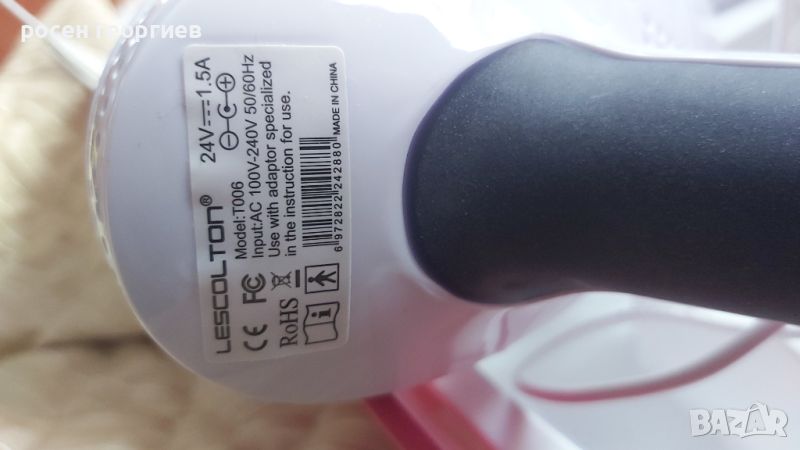 росен георгиев
LESCOLTON®
Model:T006
24V⎓1.5A
Input:AC 100V-240V 50/60Hz
Use with adaptor specialized
in the instruction for use.
CE FC
RoHS
6 972822 242880
MADE IN CHINA
BAZAR